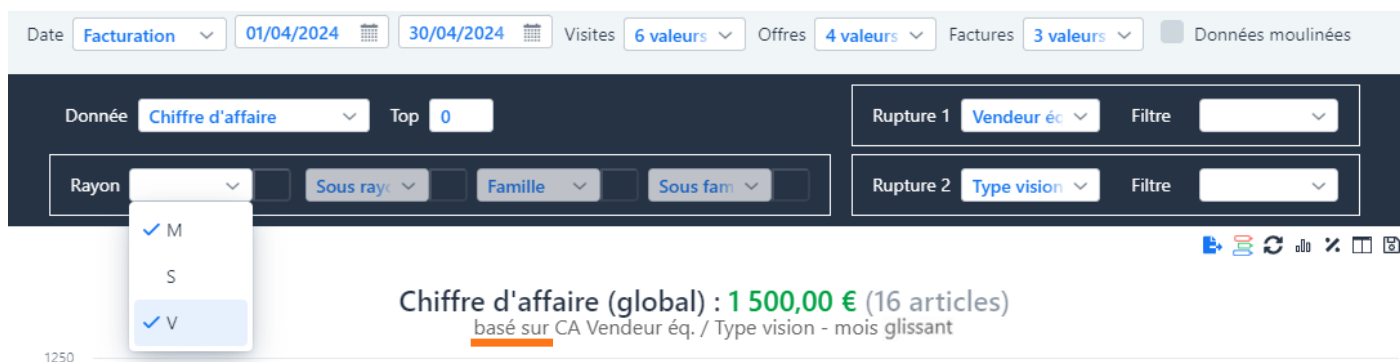 Date Facturation 01/04/2024 30/04/2024 Visites 6 valeurs Offres 4 valeurs Factures 3 valeurs Données moulinées
Donnée Chiffre d'affaire Top 0 Rupture 1 Vendeur éq Filtre
Rayon Sous rayo Famille Sous fam Rupture 2 Type vision Filtre
M
S
V
Chiffre d'affaire (global) : 1 500,00 € (16 articles)
basé sur CA Vendeur éq. / Type vision - mois glissant
1250